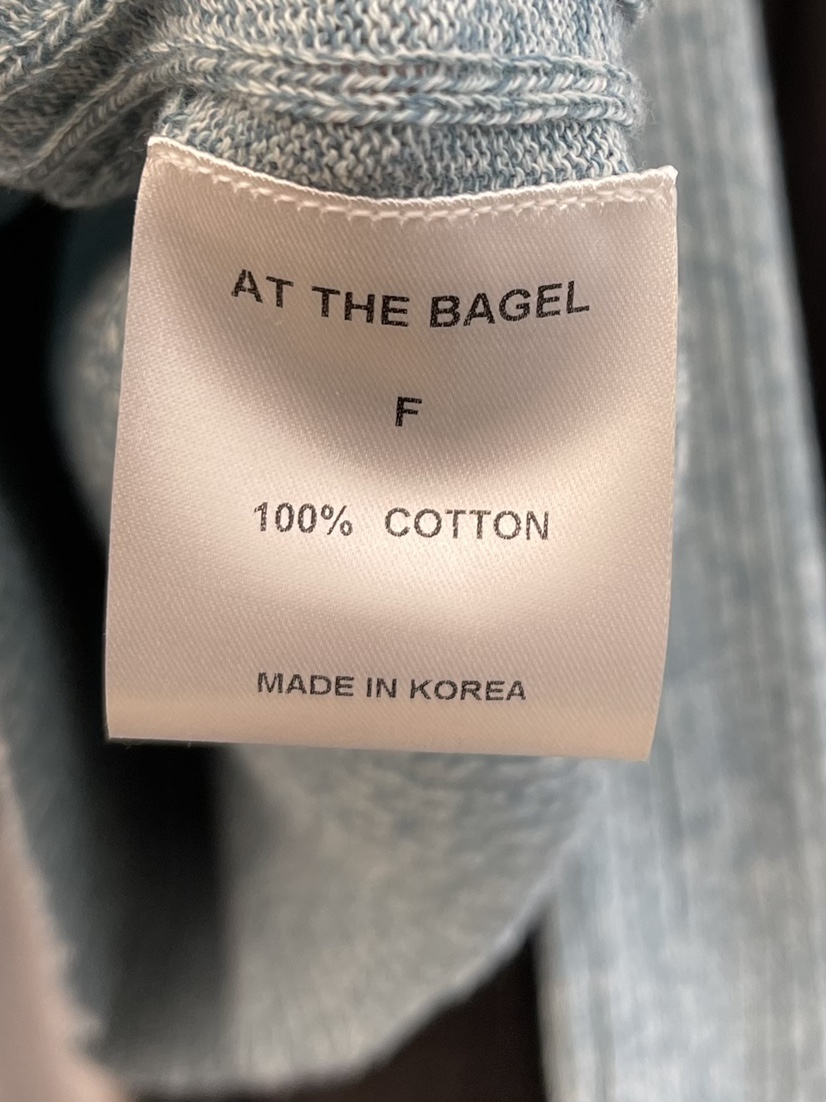 AT THE BAGEL
F
100% COTTON
MADE IN KOREA